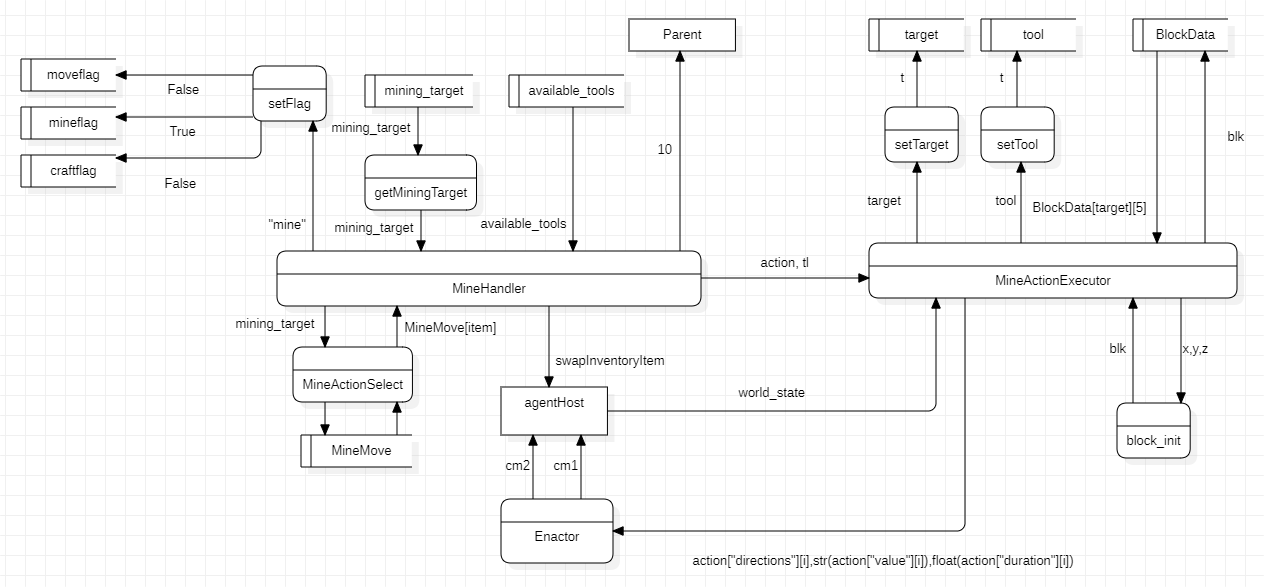 Parent
target
tool
BlockData
moveflag
False
setFlag
mining_target
available_tools
t
t
mineflag
True
mining_target
blk
craftflag
False
10
setTarget
setTool
getMiningTarget
"mine"
mining_target
available_tools
target
tool
BlockData[target][5]
action, tl
MineHandler
MineActionExecutor
mining_target
MineMove[item]
swapInventoryItem
blk
x,y,z
MineActionSelect
world_state
agentHost
block_init
MineMove
cm2
cm1
Enactor
action["directions"][i],str(action["value"][i]),float(action["duration"][i])